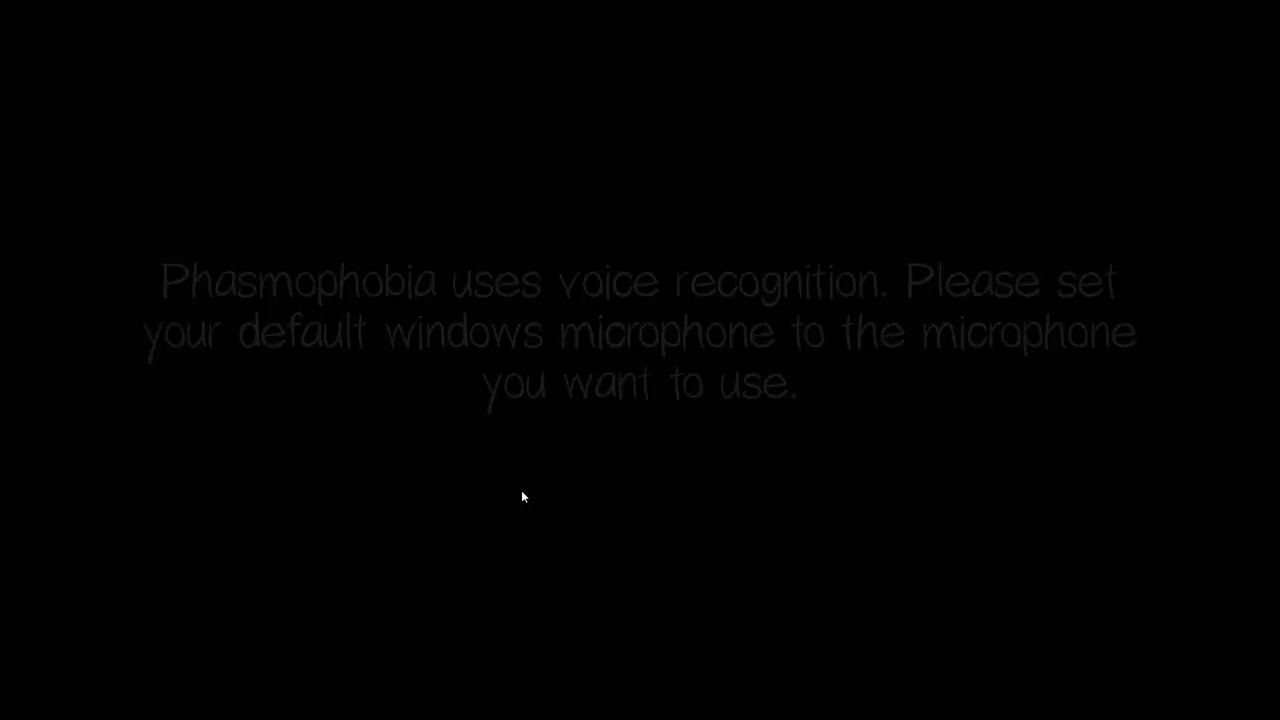 Phasmophobia uses voice recognition. Please set
your default windows microphone to the microphone
you want to use.